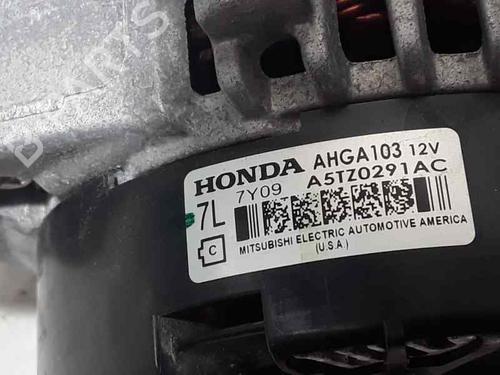 HONDA AHGA103 12V
7Y09 A5TZ0291AC
7L
C
MITSUBISHI ELECTRIC AUTOMOTIVE AMERICA
(U.S.A.)